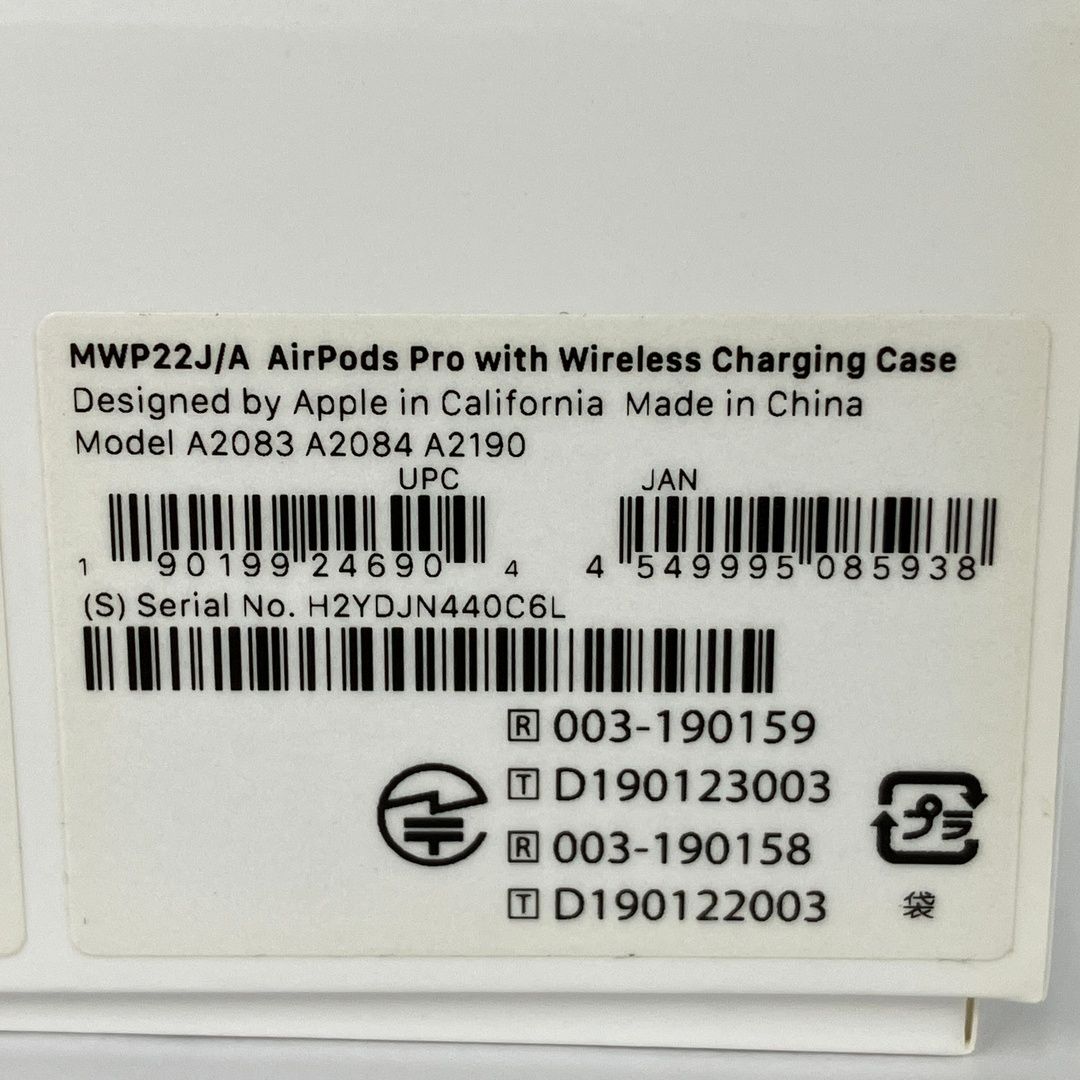 MWP22J/A AirPods Pro with Wireless Charging Case
Designed by Apple in California Made in China
Model A2083 A2084 A2190
UPC JAN
1 90199 24690 4 4 549995 085938
(S) Serial No. H2YDJN440C6L
R 003-190159
T D190123003
R 003-190158
T D190122003
プラ
袋